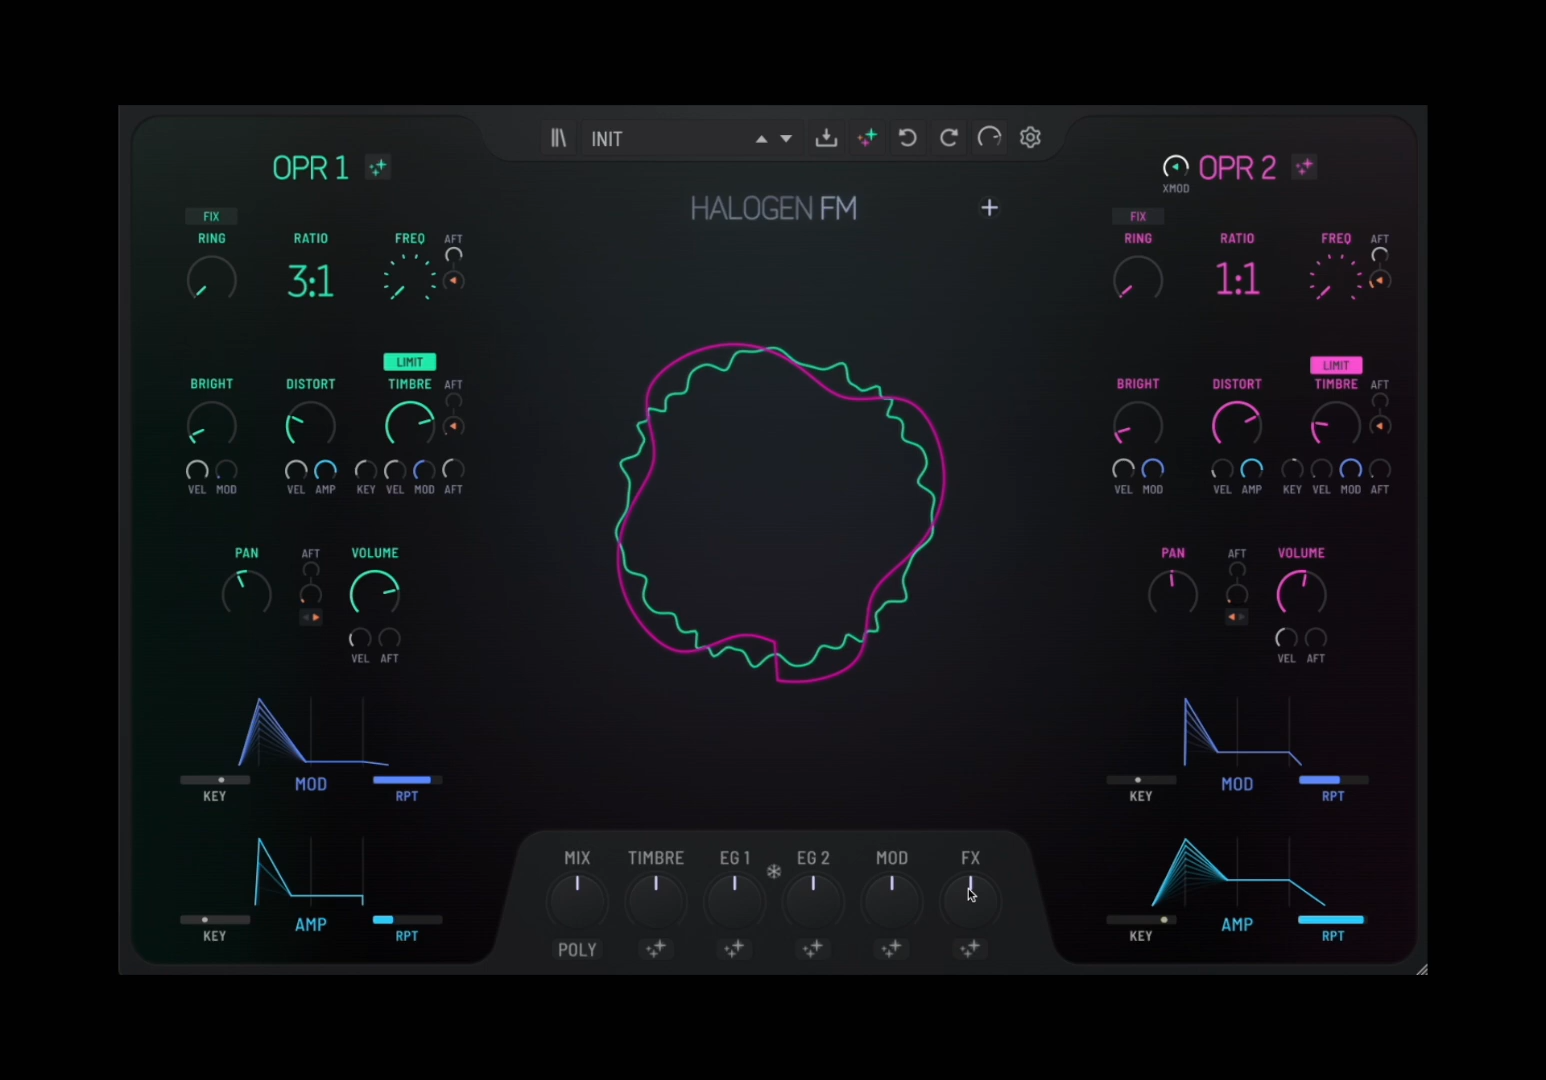 INIT
OPR 1
FIX
RING RATIO FREQ AFT
3:1
LIMIT
BRIGHT DISTORT TIMBRE AFT
VEL MOD VEL AMP KEY VEL MOD AFT
PAN AFT VOLUME
VEL AFT
KEY MOD RPT
KEY AMP RPT
HALOGEN FM
MIX TIMBRE EG 1 EG 2 MOD FX
POLY
XMOD OPR 2
FIX
RING RATIO FREQ AFT
1:1
LIMIT
BRIGHT DISTORT TIMBRE AFT
VEL MOD VEL AMP KEY VEL MOD AFT
PAN AFT VOLUME
VEL AFT
KEY MOD RPT
KEY AMP RPT